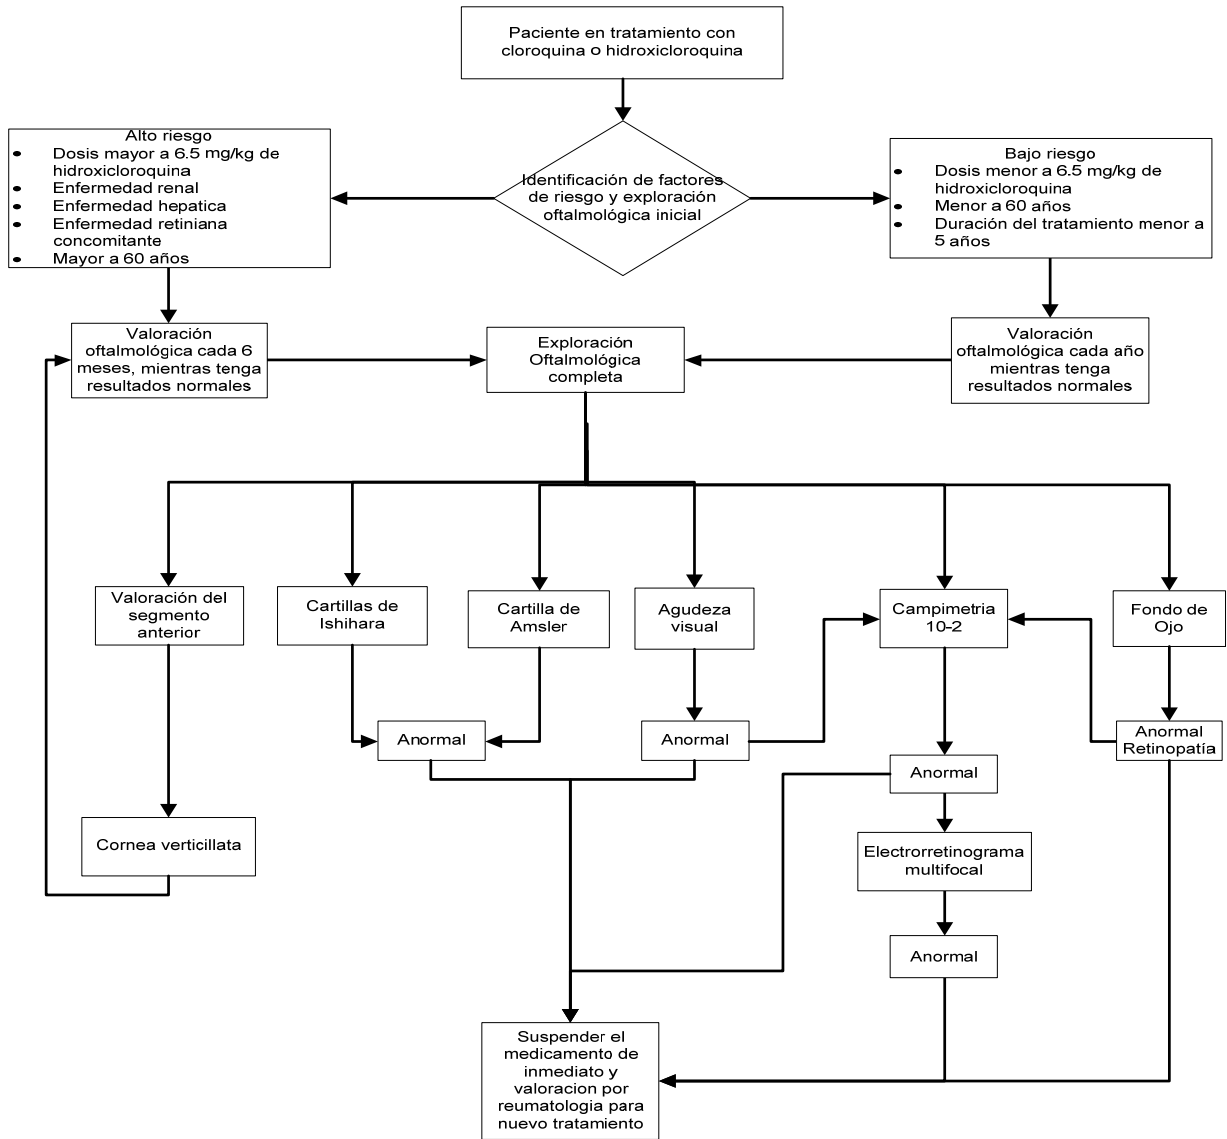 Paciente en tratamiento con
cloroquina o hidroxicloroquina
Alto riesgo
• Dosis mayor a 6.5 mg/kg de
hidroxicloroquina
• Enfermedad renal
• Enfermedad hepatica
• Enfermedad retiniana
concomitante
• Mayor a 60 años
Identificación de factores
de riesgo y exploración
oftalmológica inicial
Bajo riesgo
• Dosis menor a 6.5 mg/kg de
hidroxicloroquina
• Menor a 60 años
• Duración del tratamiento menor a
5 años
Valoración
oftalmológica cada 6
meses, mientras tenga
resultados normales
Exploración
Oftalmológica
completa
Valoración
oftalmológica cada año
mientras tenga
resultados normales
Valoración del
segmento
anterior
Cartillas de
Ishihara
Cartilla de
Amsler
Agudeza
visual
Campimetria
10-2
Fondo de
Ojo
Anormal
Anormal
Anormal
Retinopatía
Anormal
Cornea verticillata
Electrorretinograma
multifocal
Anormal
Suspender el
medicamento de
inmediato y
valoracion por
reumatologia para
nuevo tratamiento